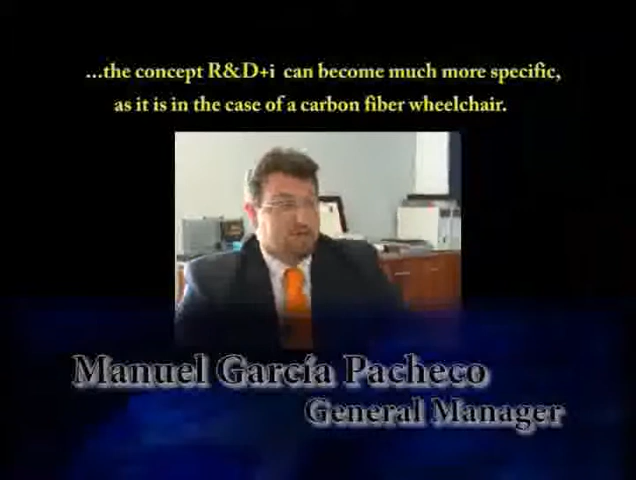 ...the concept R&D+i can become much more specific,
as it is in the case of a carbon fiber wheelchair.
Manuel García Pacheco
General Manager